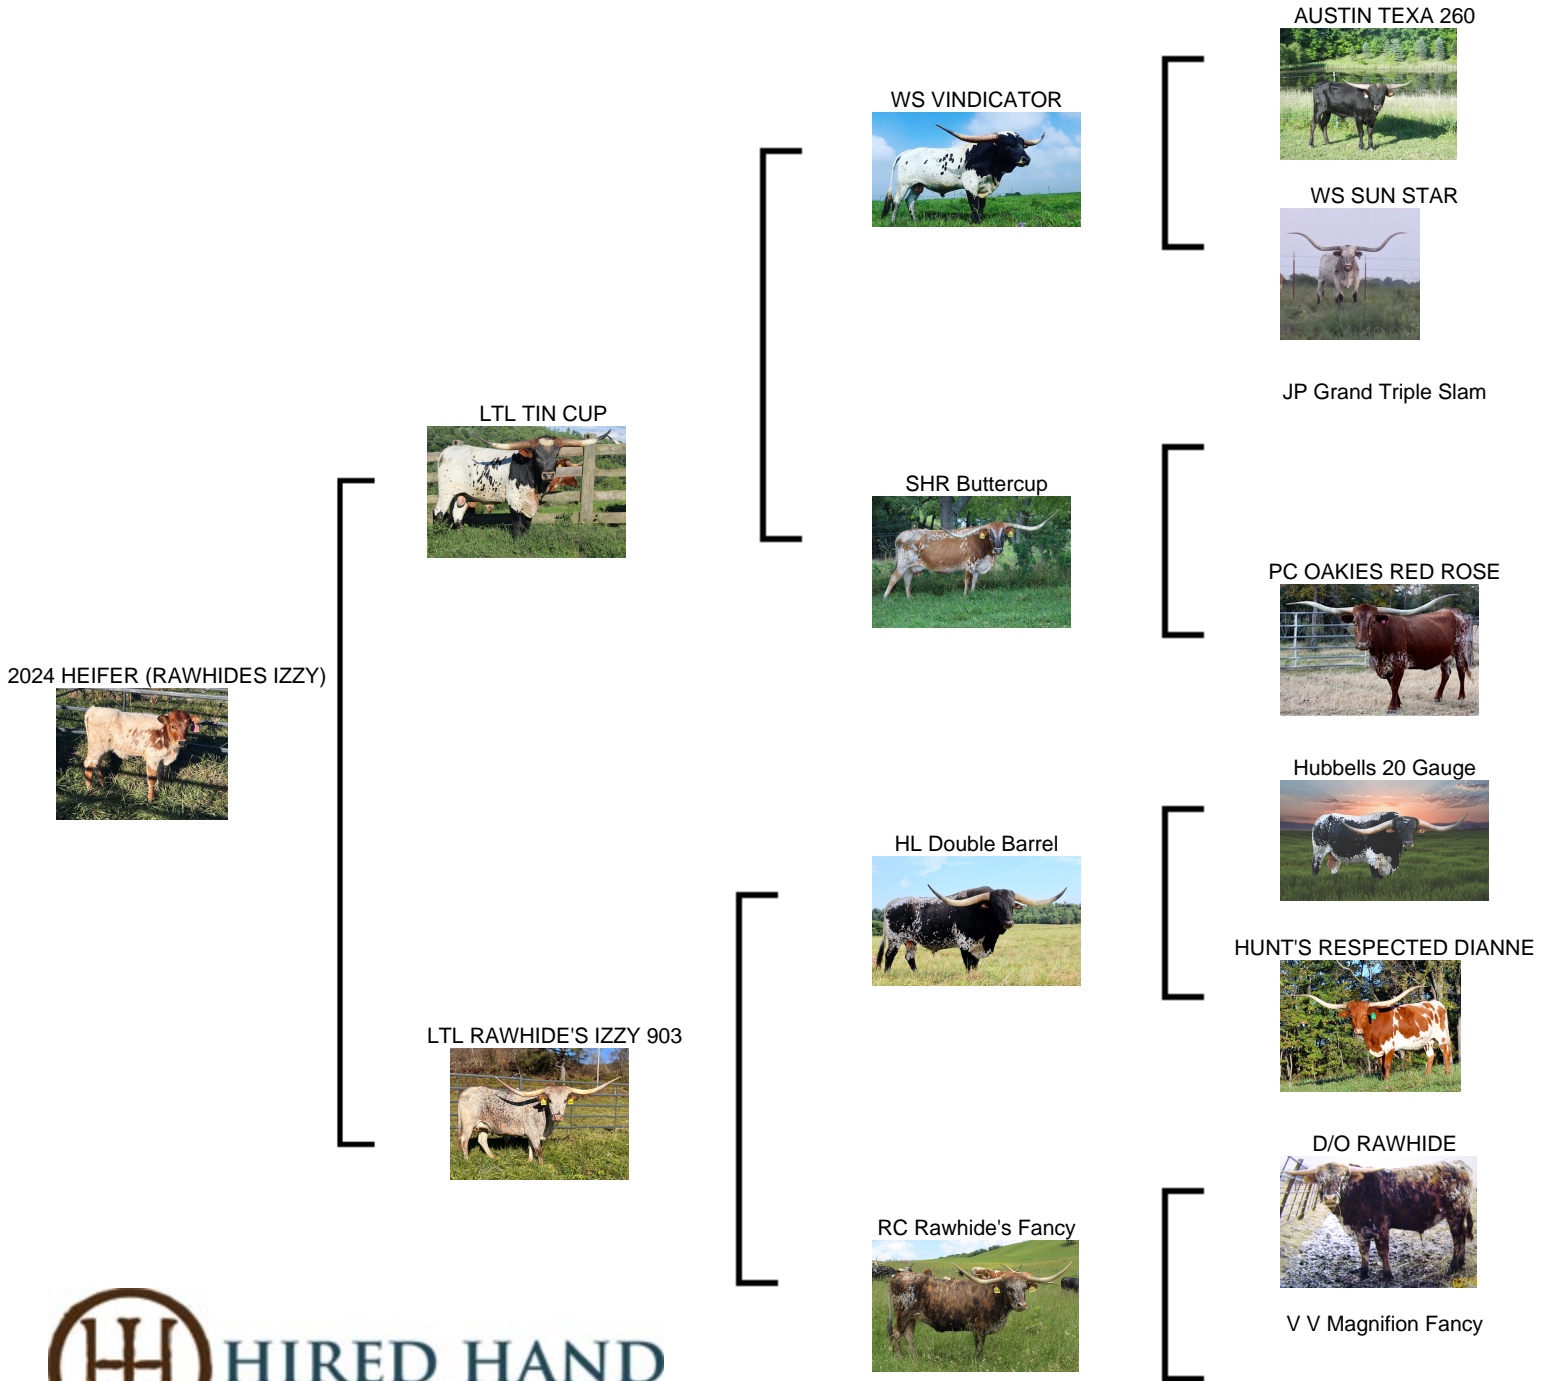 AUSTIN TEXA 260
WS VINDICATOR
WS SUN STAR
JP Grand Triple Slam
LTL TIN CUP
SHR Buttercup
PC OAKIES RED ROSE
2024 HEIFER (RAWHIDES IZZY)
Hubbells 20 Gauge
HL Double Barrel
HUNT'S RESPECTED DIANNE
LTL RAWHIDE'S IZZY 903
D/O RAWHIDE
RC Rawhide's Fancy
V V Magnifion Fancy
HIRED HAND